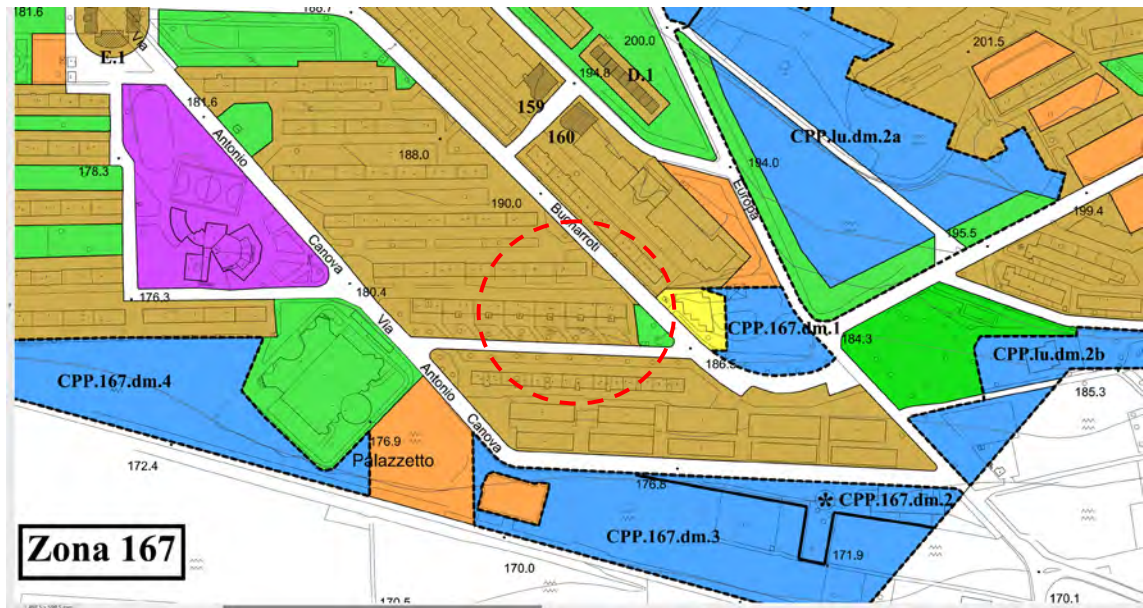 181.6
188.7
E.1
Via
200.0
201.5
194.8
D.1
181.6
159
160
CPP.lu.dm.2a
Antonio
188.0
178.3
194.0
Europa
190.0
Buonarroti
199.4
195.5
Canova
176.3
180.4
Via
CPP.167.dm.1
184.3
CPP.lu.dm.2b
CPP.167.dm.4
Antonio
185.3
Canova
176.9
Palazzetto
172.4
176.8
CPP.167.dm.2
CPP.167.dm.3
171.9
Zona 167
170.0
170.5
170.1